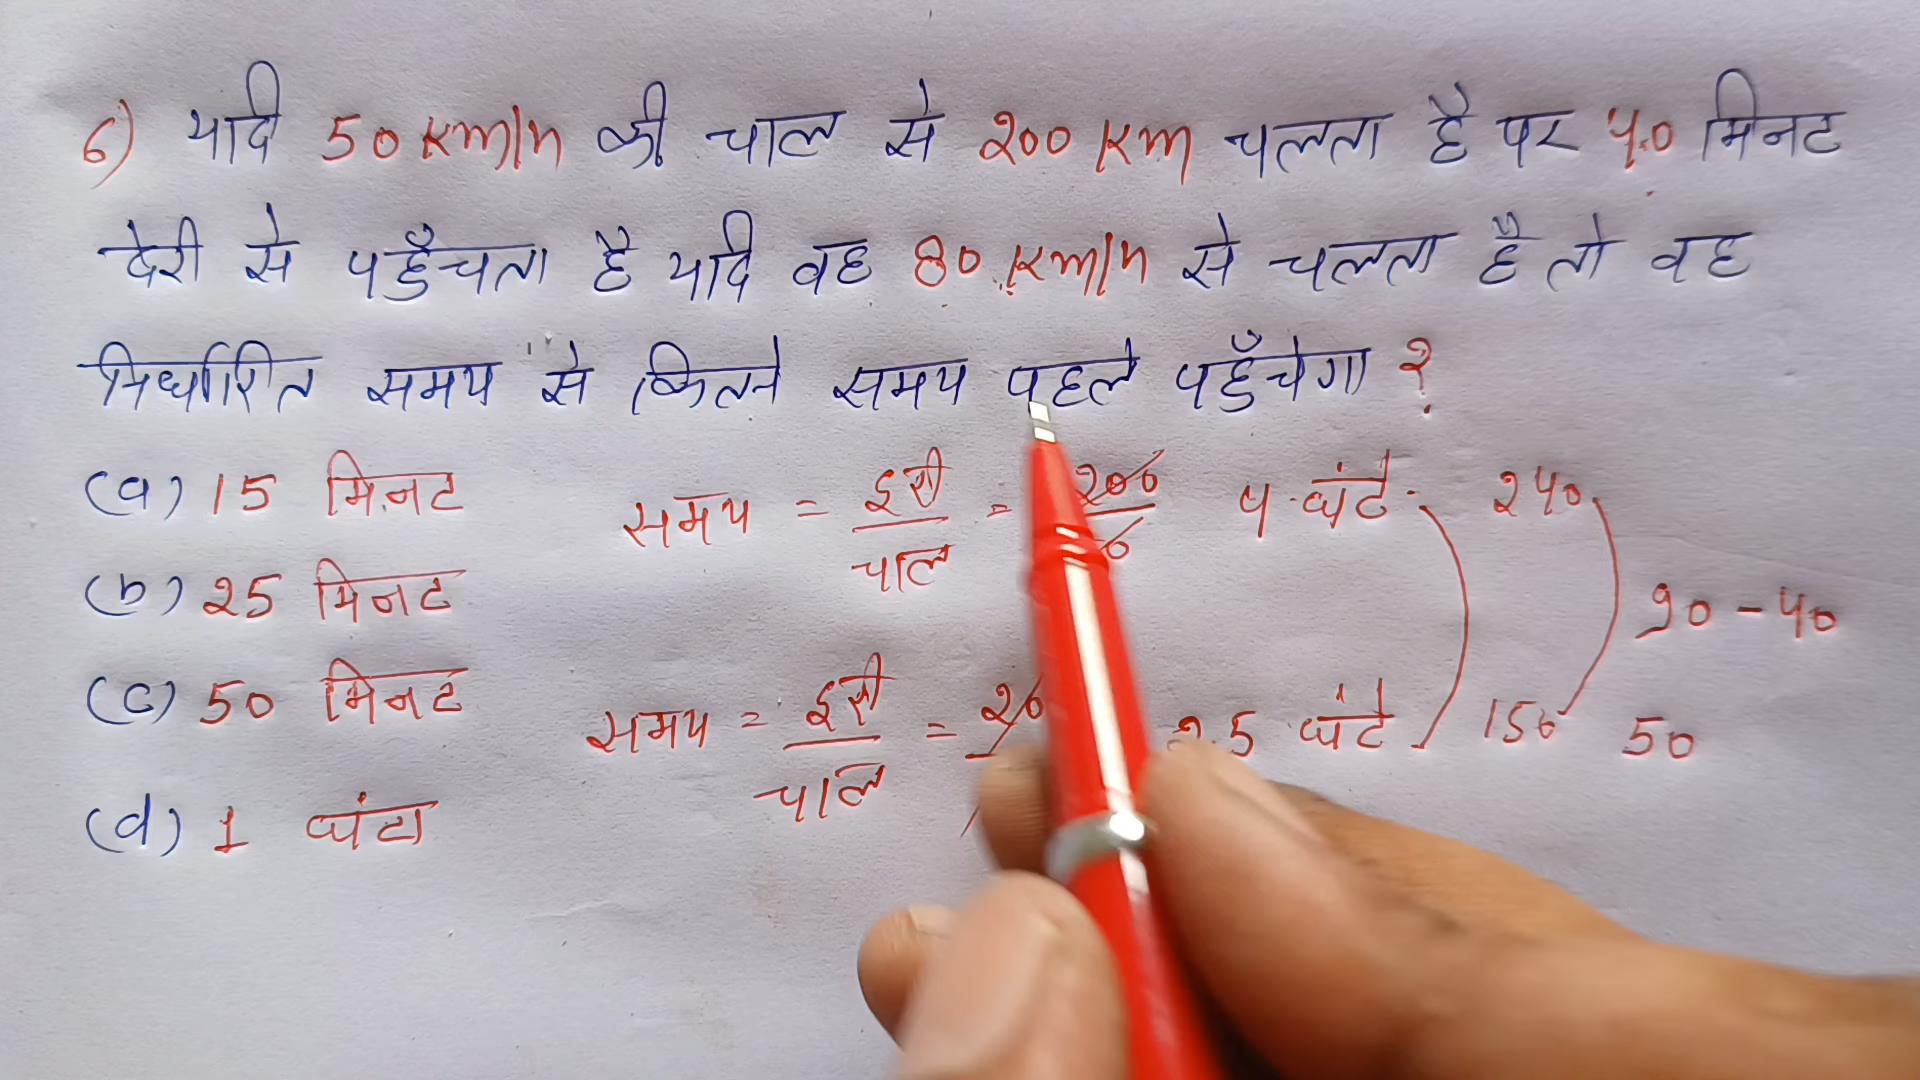 6) यदि 50 km/h की चाल से 200 km चलता है पर 40 मिनट
देरी से पहुँचता है यदि वह 80 km/h से चलता है तो वह
निर्धारित समय से कितने समय पहले पहुँचेगा ?
(a) 15 मिनट
(b) 25 मिनट
(c) 50 मिनट
(d) 1 घंटा
समय = दूरी / चाल = 200 4 घंटे 240
90 - 40
समय = दूरी / चाल = 2.5 घंटे 150 50